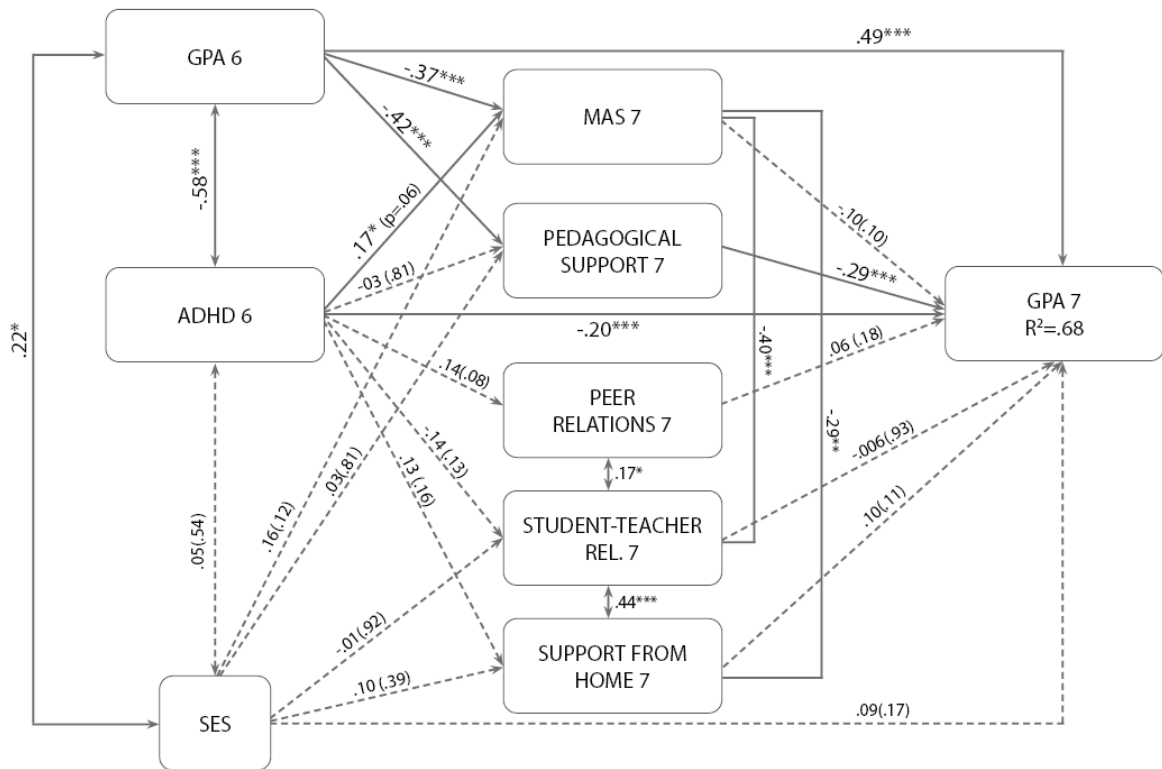 GPA 6
.49***
-.37***
MAS 7
-.42***
-.58***
.17* (p=.06)
-.10(.10)
PEDAGOGICAL
SUPPORT 7
-03 (.81)
-.29***
ADHD 6
GPA 7
R²=.68
-.20***
.22*
-.40***
.06 (.18)
.14(.08)
PEER
RELATIONS 7
-.29**
-.14 (.13)
.13 (.16)
.17*
-.006(.93)
.16(.12)
.03(.81)
STUDENT-TEACHER
REL. 7
.10(.11)
.05(.54)
.44***
-.01(.92)
SUPPORT FROM
HOME 7
.10 (.39)
SES
.09(.17)